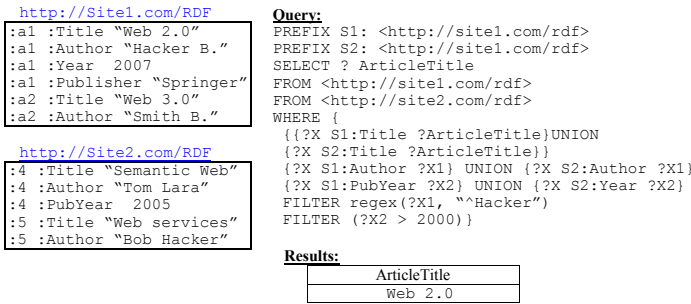 http://Site1.com/RDF
:a1 :Title “Web 2.0”
:a1 :Author “Hacker B.”
:a1 :Year  2007
:a1 :Publisher “Springer”
:a2 :Title “Web 3.0”
:a2 :Author “Smith B.”
http://Site2.com/RDF
:4 :Title “Semantic Web”
:4 :Author “Tom Lara”
:4 :PubYear  2005
:5 :Title “Web services”
:5 :Author “Bob Hacker”
Query:
PREFIX S1: <http://site1.com/rdf>
PREFIX S2: <http://site1.com/rdf>
SELECT ? ArticleTitle
FROM <http://site1.com/rdf>
FROM <http://site2.com/rdf>
WHERE {
{{?X S1:Title ?ArticleTitle}UNION
{?X S2:Title ?ArticleTitle}}
{?X S1:Author ?X1} UNION {?X S2:Author ?X1}
{?X S1:PubYear ?X2} UNION {?X S2:Year ?X2}
FILTER regex(?X1, “^Hacker”)
FILTER (?X2 > 2000)}
Results:
ArticleTitle
Web 2.0